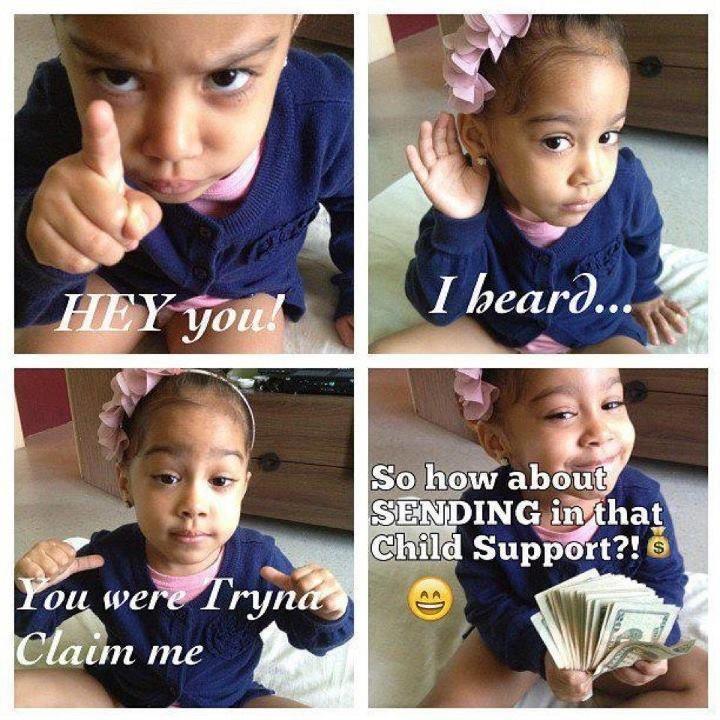 HEY you!
I heard...
You were Tryna
Claim me
So how about
SENDING in that
Child Support?!